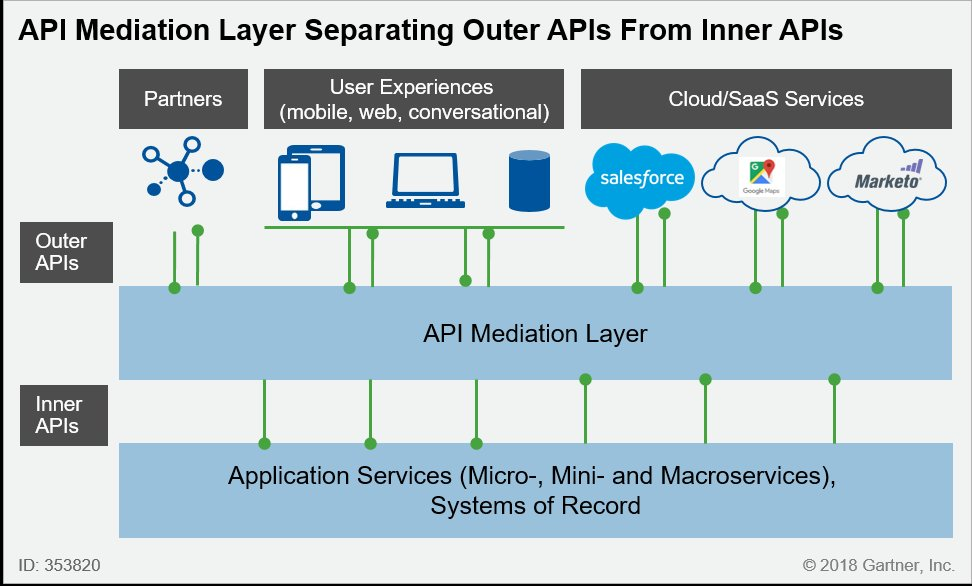 API Mediation Layer Separating Outer APIs From Inner APIs
Partners
User Experiences
(mobile, web, conversational)
Cloud/SaaS Services
salesforce
G
Google Maps
Marketo
Outer
APIs
API Mediation Layer
Inner
APIs
Application Services (Micro-, Mini- and Macroservices),
Systems of Record
ID: 353820
© 2018 Gartner, Inc.